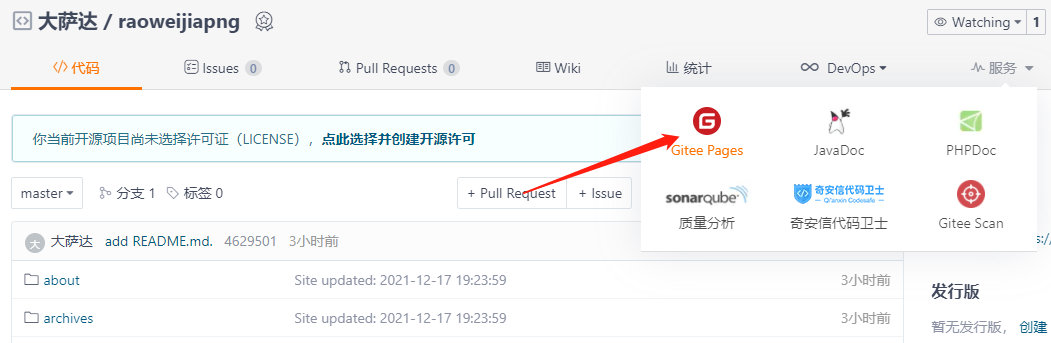 大萨达 / raoweijiapng
Watching 1
代码 Issues 0 Pull Requests 0 Wiki 统计 DevOps 服务
你当前开源项目尚未选择许可证（LICENSE），点此选择并创建开源许可
Gitee Pages JavaDoc PHPDoc
master 分支 1 标签 0 + Pull Request + Issue
sonarqube 奇安信代码卫士 Qi'anxin Codesafe
质量分析 奇安信代码卫士 Gitee Scan
大 大萨达 add README.md. 4629501 3小时前
s:/
about Site updated: 2021-12-17 19:23:59 3小时前
发行版
archives Site updated: 2021-12-17 19:23:59 3小时前
暂无发行版，创建